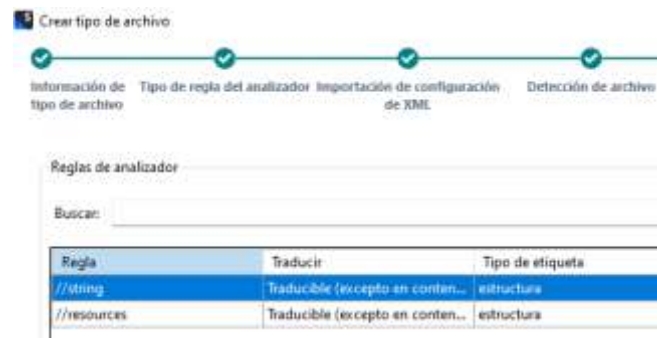 Crear tipo de archivo
Información de tipo de archivo
Tipo de regla del analizador
Importación de configuración de XML
Detección de archivo
Reglas de analizador
Buscar:
Regla Traducir Tipo de etiqueta
//string Traducible (excepto en conten... estructura
//resources Traducible (excepto en conten... estructura